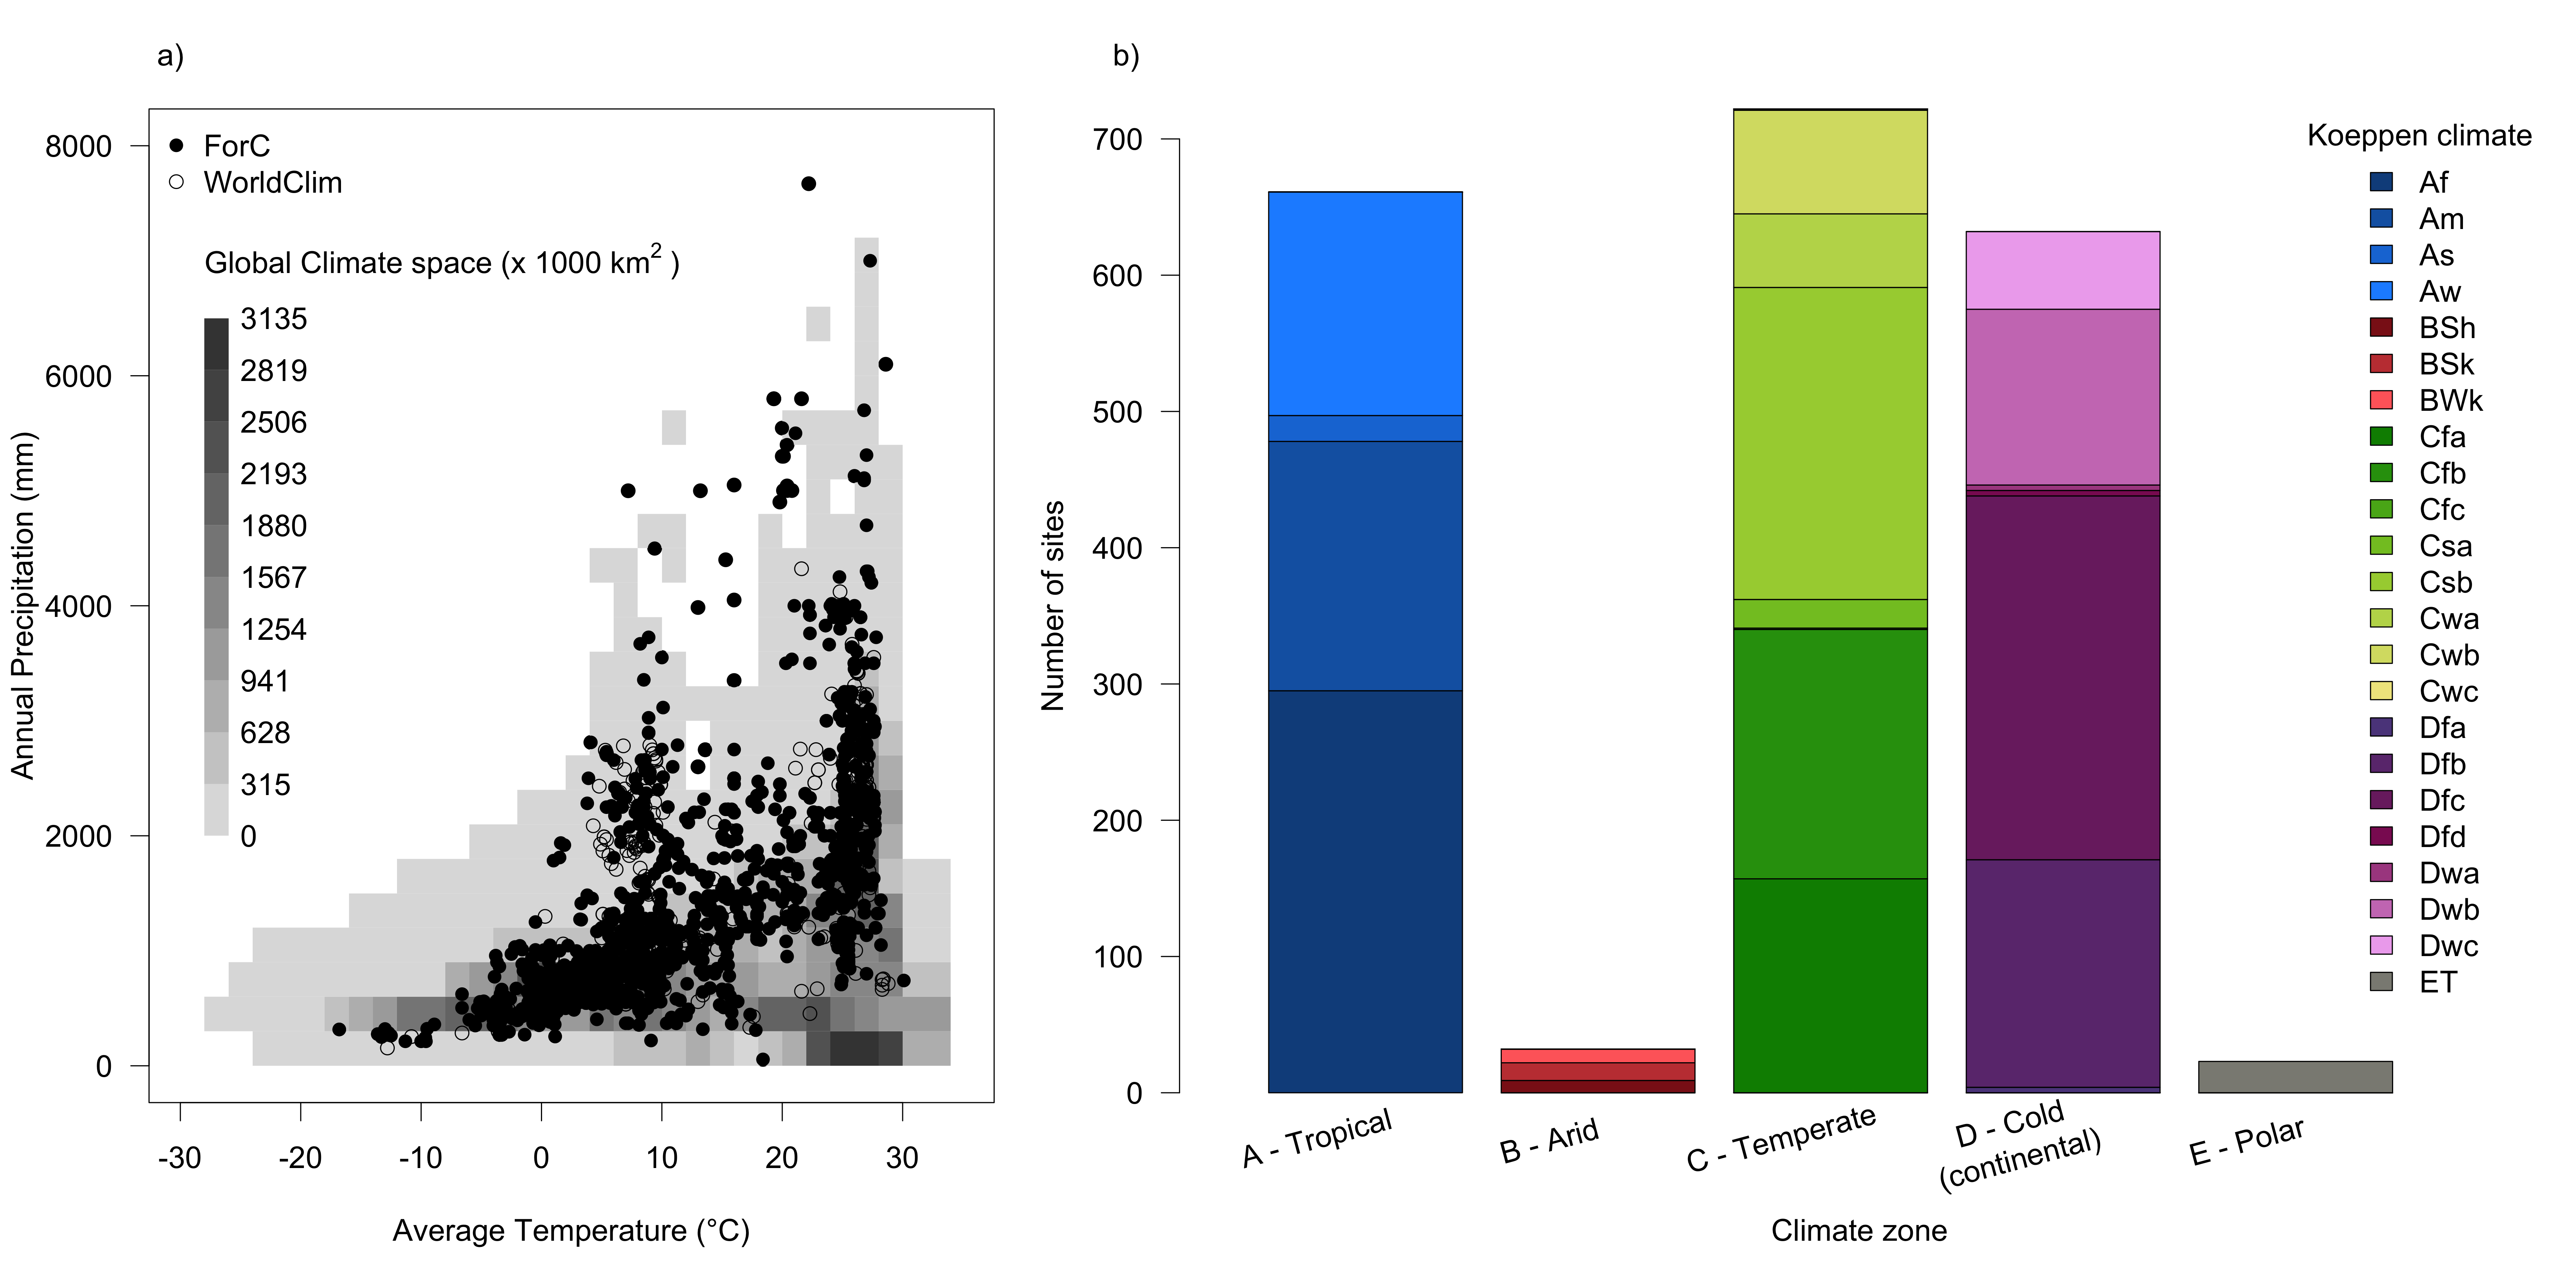 a)
ForC
WorldClim
Global Climate space (x 1000 km2 )
3135
2819
2506
2193
1880
1567
1254
941
628
315
0
8000
6000
4000
2000
0
Annual Precipitation (mm)
-30 -20 -10 0 10 20 30
Average Temperature (°C)
b)
700
600
500
400
300
200
100
0
Number of sites
A - Tropical
B - Arid
C - Temperate
D - Cold
(continental)
E - Polar
Climate zone
Koeppen climate
Af
Am
As
Aw
BSh
BSk
BWk
Cfa
Cfb
Cfc
Csa
Csb
Cwa
Cwb
Cwc
Dfa
Dfb
Dfc
Dfd
Dwa
Dwb
Dwc
ET